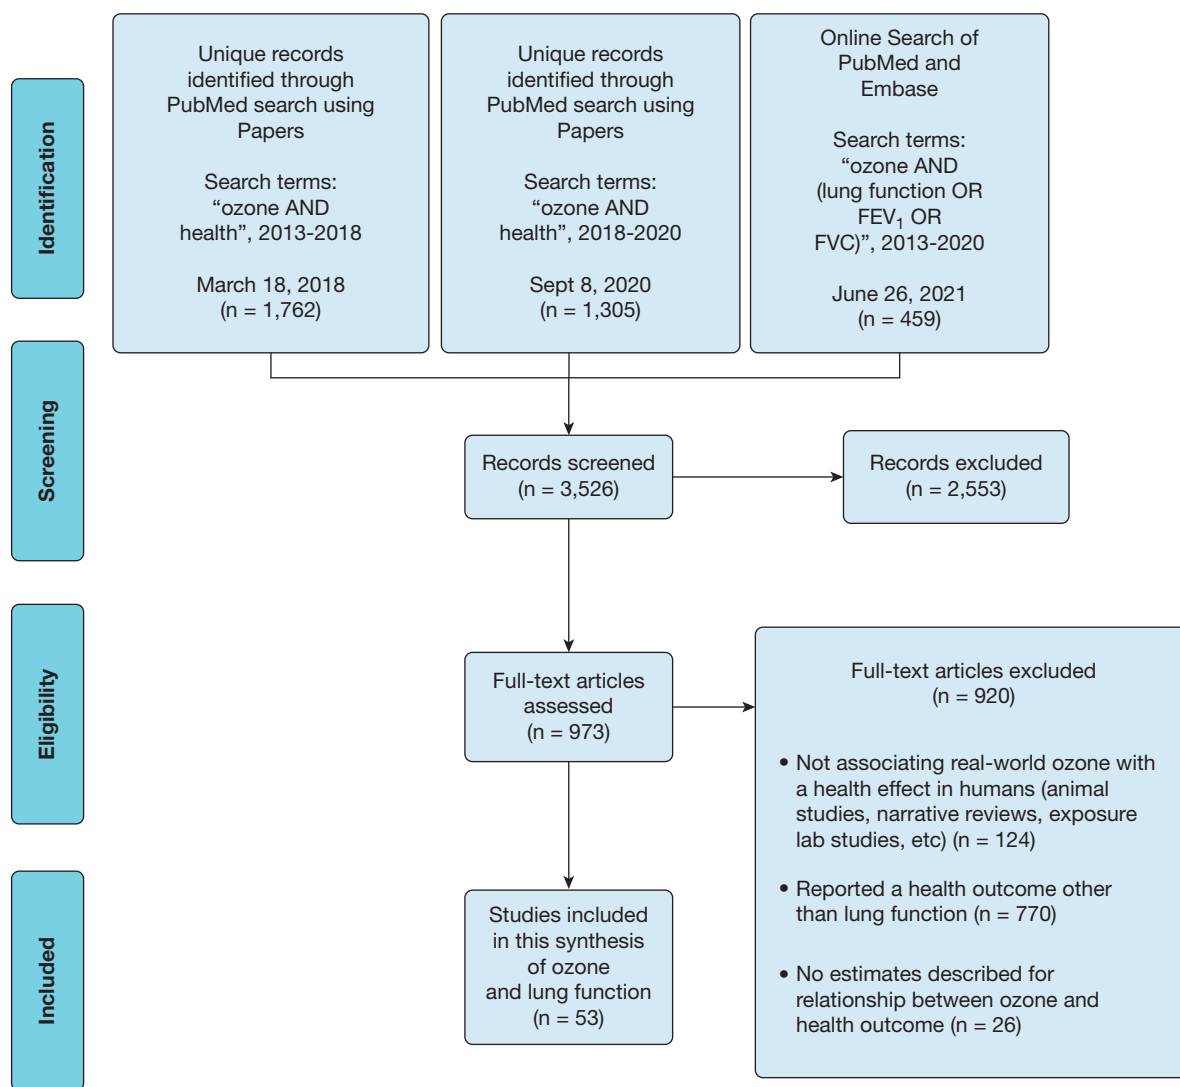 Identification
Unique records
identified through
PubMed search using
Papers
Search terms:
“ozone AND
health”, 2013-2018
March 18, 2018
(n = 1,762)
Unique records
identified through
PubMed search using
Papers
Search terms:
“ozone AND
health”, 2018-2020
Sept 8, 2020
(n = 1,305)
Online Search of
PubMed and
Embase
Search terms:
“ozone AND
(lung function OR
FEV₁ OR
FVC)”, 2013-2020
June 26, 2021
(n = 459)
Screening
Records screened
(n = 3,526)
Records excluded
(n = 2,553)
Eligibility
Full-text articles
assessed
(n = 973)
Full-text articles excluded
(n = 920)
• Not associating real-world ozone with
a health effect in humans (animal
studies, narrative reviews, exposure
lab studies, etc) (n = 124)
• Reported a health outcome other
than lung function (n = 770)
• No estimates described for
relationship between ozone and
health outcome (n = 26)
Included
Studies included
in this synthesis
of ozone
and lung function
(n = 53)